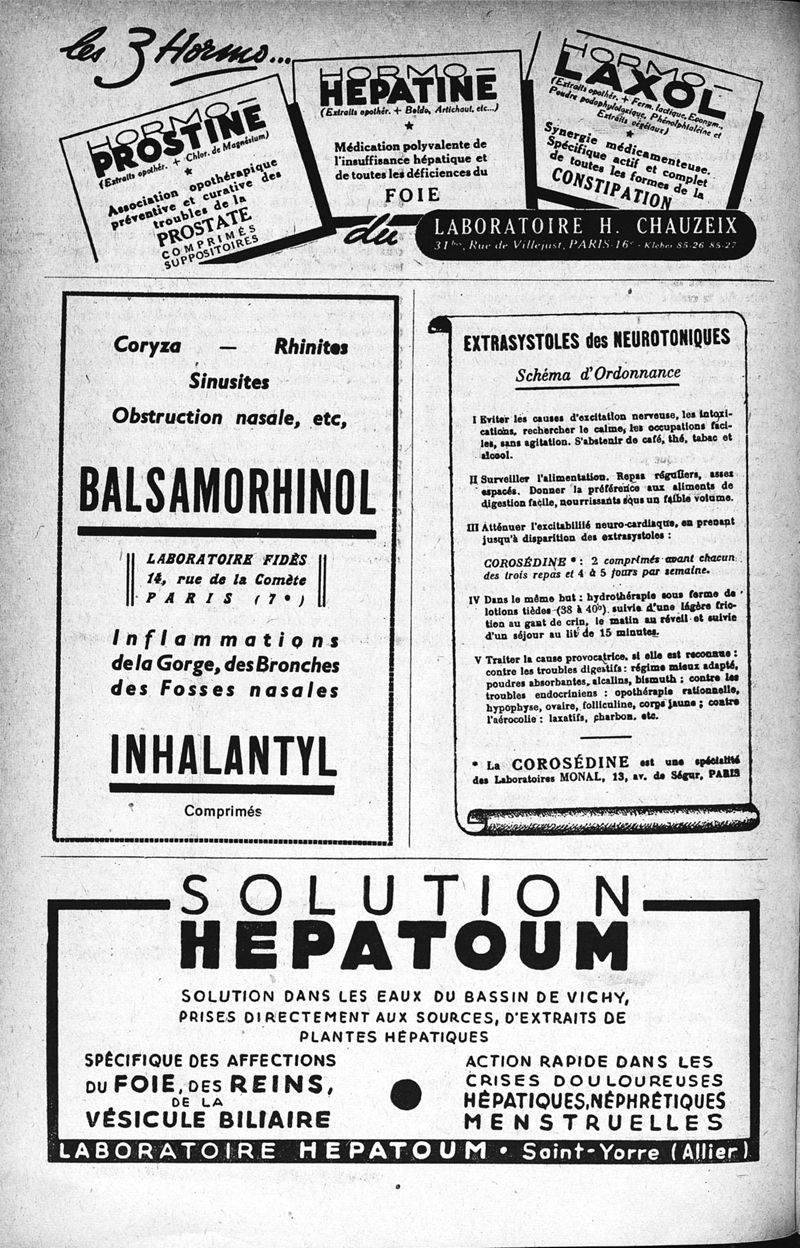 les 3 Hormo...
HORMO-
PROSTINE
(Extraits opothér. + Chlor. de Magnésium)
Association opothérapique
préventive et curative des
troubles de la
PROSTATE
COMPRIMÉS
SUPPOSITOIRES
HORMO-
HÉPATINE
(Extraits opothér. + Boldo, Artichaut, etc...)
Médication polyvalente de
l'insuffisance hépatique et
de toutes les déficiences du
FOIE
HORMO-
LAXOL
(Extraits opothér. + Ferm. lactique, Evonym.,
Poudre podophylotoxique, Phénolphtaléine et
Extraits végétaux)
Synergie médicamenteuse.
Spécifique actif et complet
de toutes les formes de la
CONSTIPATION
du
LABORATOIRE H. CHAUZEIX
31 bis, Rue de Villejust, PARIS-16e - Kléber 85-26 85-27
Coryza — Rhinites
Sinusites
Obstruction nasale, etc,
BALSAMORHINOL
LABORATOIRE FIDÈS
14, rue de la Comète
PARIS (7e)
Inflammations
de la Gorge, des Bronches
des Fosses nasales
INHALANTYL
Comprimés
EXTRASYSTOLES des NEUROTONIQUES
Schéma d'Ordonnance
I Eviter les causes d'excitation nerveuse, les intoxi-
cations, rechercher le calme, les occupations faci-
les, sans agitation. S'abstenir de café, thé, tabac et
alcool.
II Surveiller l'alimentation. Repas réguliers, assez
espacés. Donner la préférence aux aliments de
digestion facile, nourrissants sous un faible volume.
III Atténuer l'excitabilité neuro-cardiaque, en prenant
jusqu'à disparition des extrasystoles :
COROSÉDINE * : 2 comprimés avant chacun
des trois repas et 4 à 5 jours par semaine.
IV Dans le même but : hydrothérapie sous forme de
lotions tièdes (38 à 40°), suivie d'une légère fric-
tion au gant de crin, le matin au réveil et suivie
d'un séjour au lit de 15 minutes.
V Traiter la cause provocatrice, si elle est reconnue :
contre les troubles digestifs : régime mieux adapté,
poudres absorbantes, alcalins, bismuth ; contre les
troubles endocriniens : opothérapie rationnelle,
hypophyse, ovaire, folliculine, corps jaune ; contre
l'aérocolie : laxatifs, charbon, etc.
* La COROSÉDINE est une spécialité
des Laboratoires MONAL, 13, av. de Ségur, PARIS
SOLUTION
HEPATOUM
SOLUTION DANS LES EAUX DU BASSIN DE VICHY,
PRISES DIRECTEMENT AUX SOURCES, D'EXTRAITS DE
PLANTES HÉPATIQUES
SPÉCIFIQUE DES AFFECTIONS
DU FOIE, DES REINS,
DE LA
VÉSICULE BILIAIRE
ACTION RAPIDE DANS LES
CRISES DOULOUREUSES
HÉPATIQUES, NÉPHRÉTIQUES
MENSTRUELLES
LABORATOIRE HEPATOUM • Saint-Yorre (Allier)